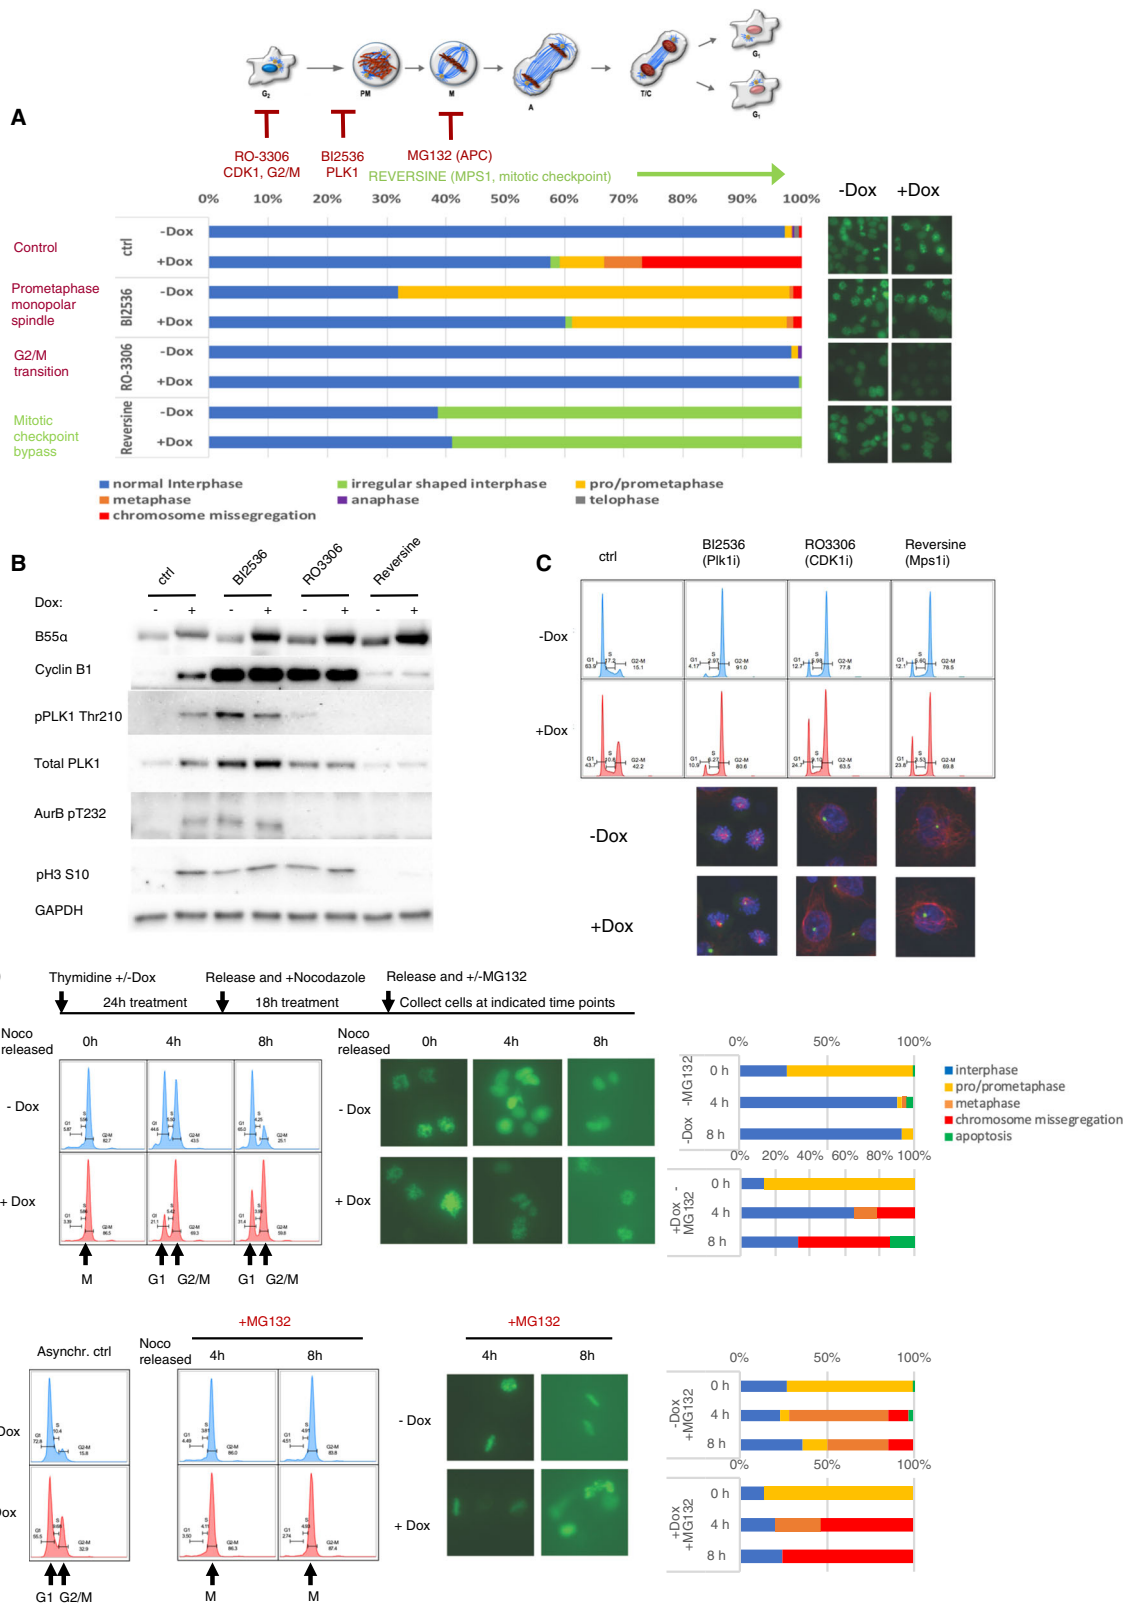 G₂
PM
M
A
T/C
G₁
G₁
A
RO-3306
CDK1, G2/M
BI2536
PLK1
MG132 (APC)
REVERSINE (MPS1, mitotic checkpoint)
-Dox +Dox
0% 10% 20% 30% 40% 50% 60% 70% 80% 90% 100%
Control
ctrl
-Dox
+Dox
Prometaphase
monopolar
spindle
BI2536
-Dox
+Dox
G2/M
transition
RO-3306
-Dox
+Dox
Mitotic
checkpoint
bypass
Reversine
-Dox
+Dox
normal Interphase
irregular shaped interphase
pro/prometaphase
metaphase
anaphase
telophase
chromosome missegregation
B
ctrl BI2536 RO3306 Reversine
Dox: - + - + - + - +
B55α
Cyclin B1
pPLK1 Thr210
Total PLK1
AurB pT232
pH3 S10
GAPDH
C
ctrl
BI2536
(Plk1i)
RO3306
(CDK1i)
Reversine
(Mps1i)
-Dox
G1 S G2-M
+Dox
G1 S G2-M
-Dox
+Dox
Thymidine +/-Dox
Release and +Nocodazole
Release and +/-MG132
24h treatment
18h treatment
Collect cells at indicated time points
Noco
released
0h 4h 8h
- Dox
+ Dox
M G1 G2/M G1 G2/M
Noco
released
0h 4h 8h
- Dox
+ Dox
0% 50% 100%
-Dox -MG132
0 h
4 h
8 h
0% 20% 40% 60% 80% 100%
+Dox -
MG132
0 h
4 h
8 h
interphase
pro/prometaphase
metaphase
chromosome missegregation
apoptosis
Asynchr. ctrl
Dox
Dox
G1 G2/M
+MG132
Noco
released
4h 8h
M M
+MG132
4h 8h
- Dox
+ Dox
0% 50% 100%
-Dox
+MG132
0 h
4 h
8 h
0% 50% 100%
+Dox
+MG132
0 h
4 h
8 h